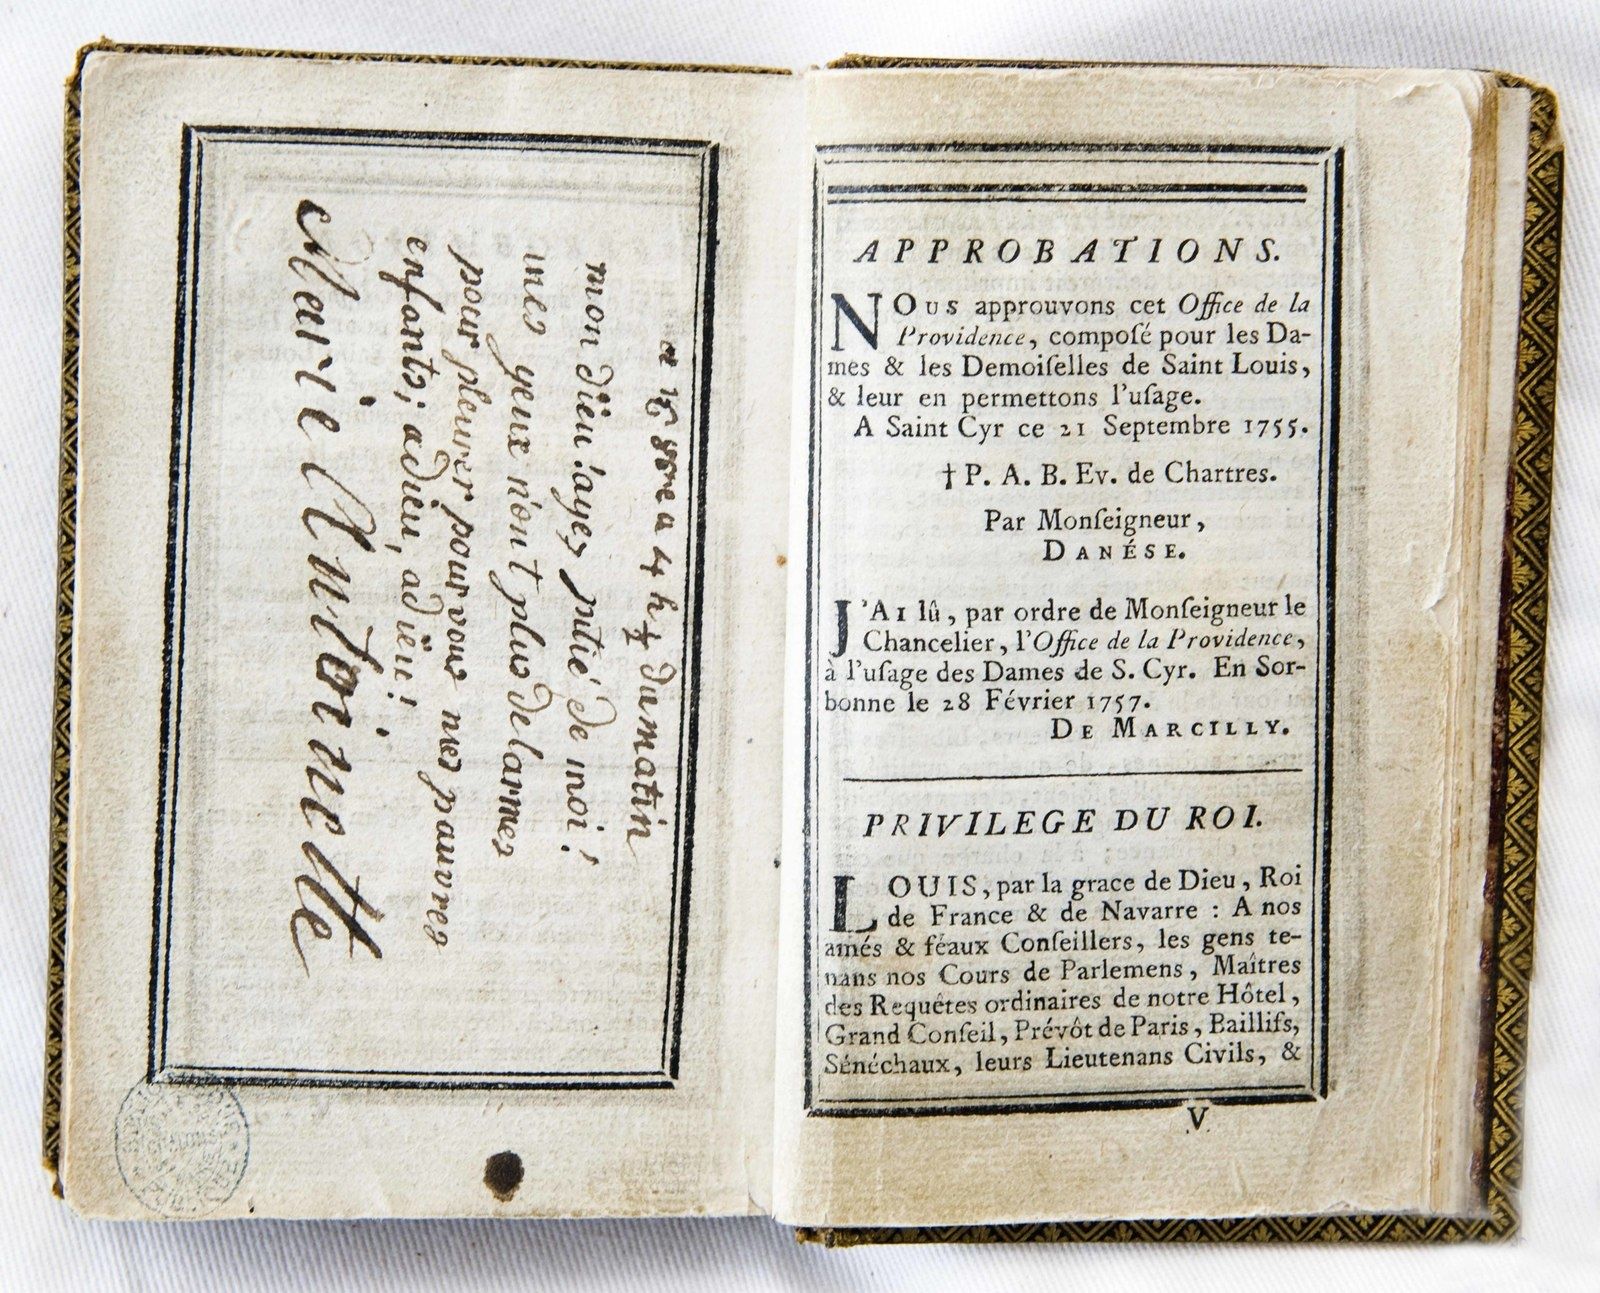 ce 16 8bre a 4 h ½ du matin
mon dieu ! ayez pitié de moi !
mes yeux n'ont plus de larmes
pour pleurer pour vous mes pauvres
enfants; adieu, adieu !
Marie Antoinette
APPROBATIONS.
NOUS approuvons cet Office de la
Providence, compoſé pour les Da-
mes & les Demoiſelles de Saint Louis,
& leur en permettons l'uſage.
A Saint Cyr ce 21 Septembre 1755.
† P. A. B. Ev. de Chartres.
Par Monſeigneur,
DANÉSE.
J'AI lû, par ordre de Monſeigneur le
Chancelier, l'Office de la Providence,
à l'uſage des Dames de S. Cyr. En Sor-
bonne le 28 Février 1757.
DE MARCILLY.
PRIVILEGE DU ROI.
LOUIS, par la grace de Dieu, Roi
de France & de Navarre : A nos
amés & féaux Conſeillers, les gens te-
nans nos Cours de Parlemens, Maîtres
des Requêtes ordinaires de notre Hôtel,
Grand Conſeil, Prévôt de Paris, Baillifs,
Sénéchaux, leurs Lieutenans Civils, &
V